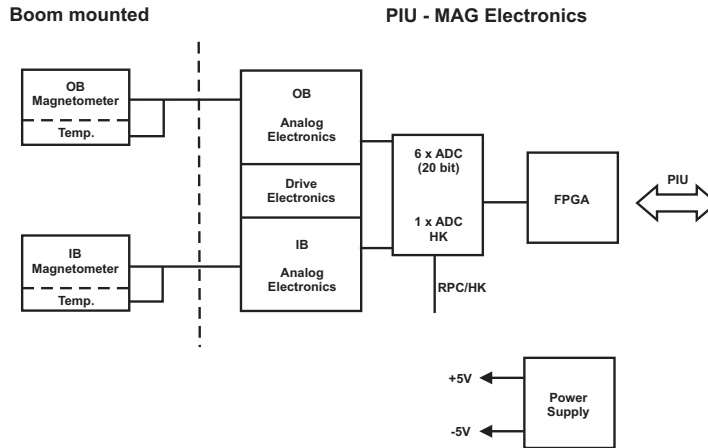 Boom mounted
PIU - MAG Electronics
OB
Magnetometer
Temp.
OB
Analog
Electronics
Drive
Electronics
IB
Analog
Electronics
IB
Magnetometer
Temp.
6 x ADC
(20 bit)
1 x ADC
HK
RPC/HK
FPGA
PIU
+5V
-5V
Power
Supply